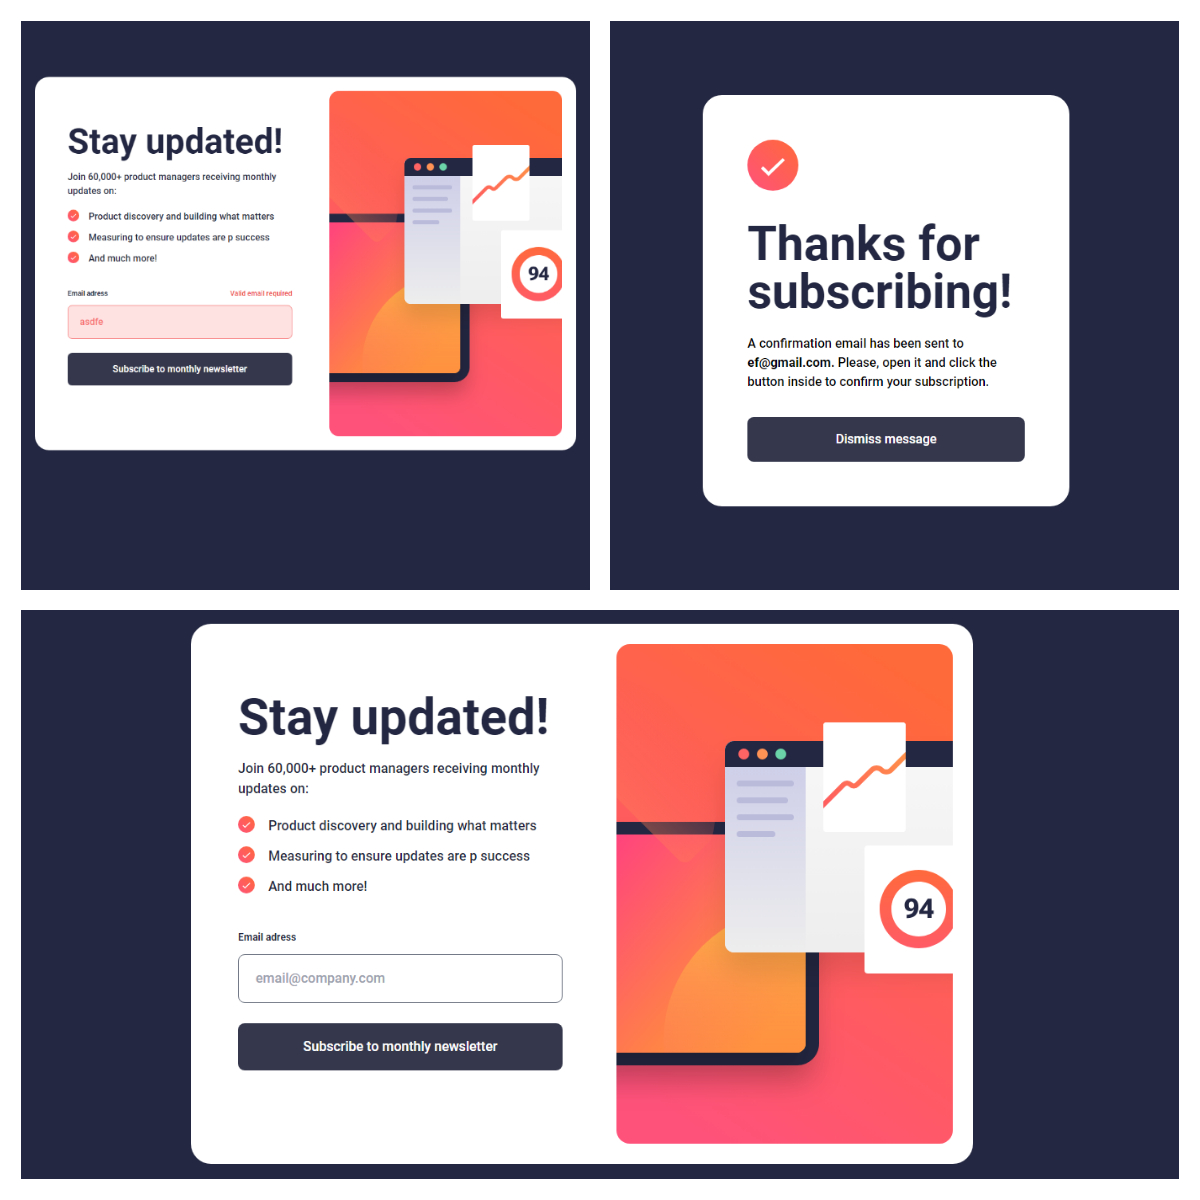 Stay updated!
Join 60,000+ product managers receiving monthly
updates on:
Product discovery and building what matters
Measuring to ensure updates are p success
And much more!
Email adress
Valid email required
asdfe
Subscribe to monthly newsletter
94
Thanks for
subscribing!
A confirmation email has been sent to
ef@gmail.com. Please, open it and click the
button inside to confirm your subscription.
Dismiss message
Stay updated!
Join 60,000+ product managers receiving monthly
updates on:
Product discovery and building what matters
Measuring to ensure updates are p success
And much more!
Email adress
email@company.com
Subscribe to monthly newsletter
94